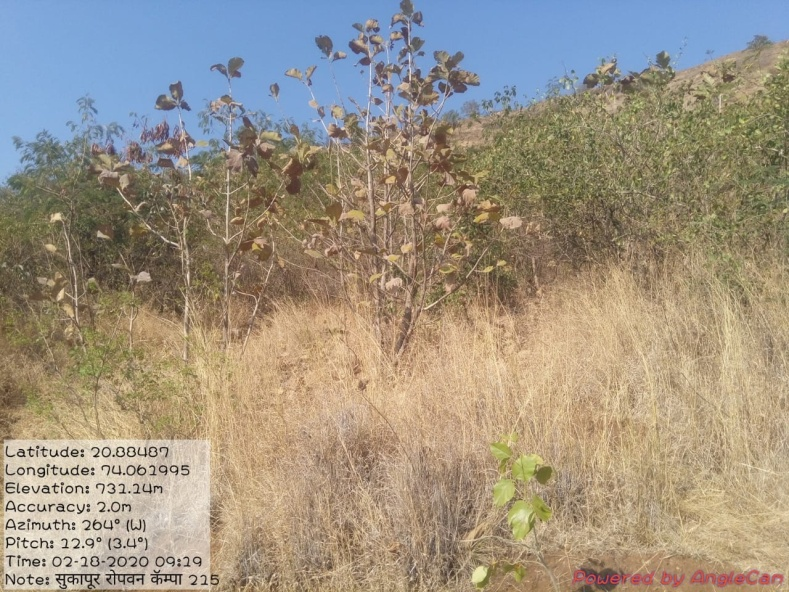 Latitude: 20.88487
Longitude: 74.061995
Elevation: 731.14m
Accuracy: 2.0m
Azimuth: 264° (W)
Pitch: 12.9° (3.4°)
Time: 02-18-2020 09:19
Note: सुकापूर रोपवन कॅम्पा 215
Powered by AngleCam